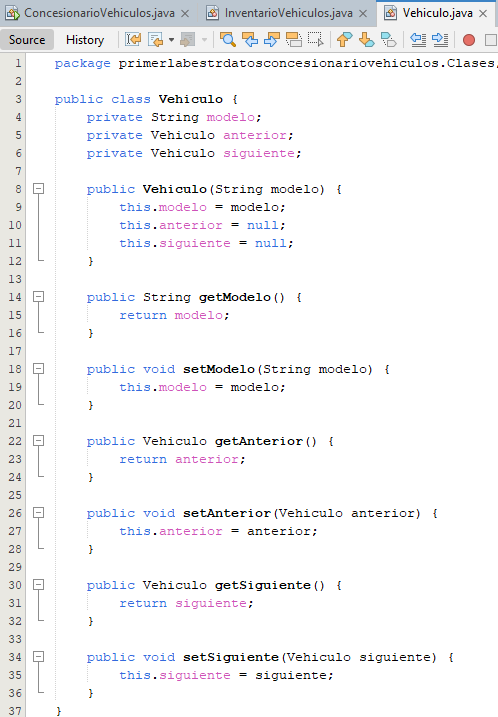 ConcesionarioVehiculos.java × InventarioVehiculos.java × Vehiculo.java ×
Source History
1 package primerlabestrdatosconcesionariovehiculos.Clases
2
3 public class Vehiculo {
4 private String modelo;
5 private Vehiculo anterior;
6 private Vehiculo siguiente;
7
8 public Vehiculo(String modelo) {
9 this.modelo = modelo;
10 this.anterior = null;
11 this.siguiente = null;
12 }
13
14 public String getModelo() {
15 return modelo;
16 }
17
18 public void setModelo(String modelo) {
19 this.modelo = modelo;
20 }
21
22 public Vehiculo getAnterior() {
23 return anterior;
24 }
25
26 public void setAnterior(Vehiculo anterior) {
27 this.anterior = anterior;
28 }
29
30 public Vehiculo getSiguiente() {
31 return siguiente;
32 }
33
34 public void setSiguiente(Vehiculo siguiente) {
35 this.siguiente = siguiente;
36 }
37 }